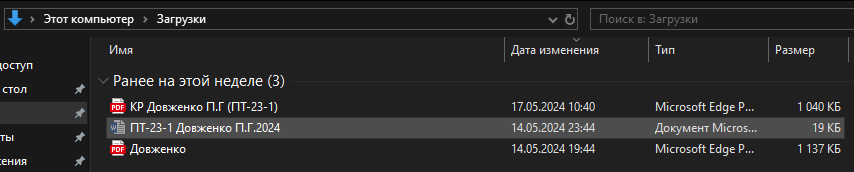 Этот компьютер > Загрузки
Поиск в: Загрузки
Имя Дата изменения Тип Размер
доступ
Ранее на этой неделе (3)
стол
КР Довженко П.Г (ПТ-23-1) 17.05.2024 10:40 Microsoft Edge P... 1 040 КБ
ПТ-23-1 Довженко П.Г.2024 14.05.2024 23:44 Документ Micros... 19 КБ
ты
Довженко 14.05.2024 19:44 Microsoft Edge P... 1 137 КБ
жения